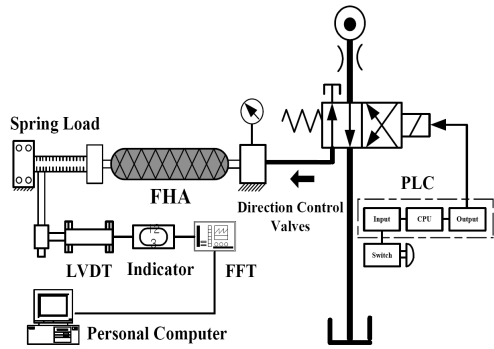 Spring Load
FHA
Direction Control
Valves
PLC
Input
CPU
Output
Switch
LVDT
Indicator
FFT
Personal Computer